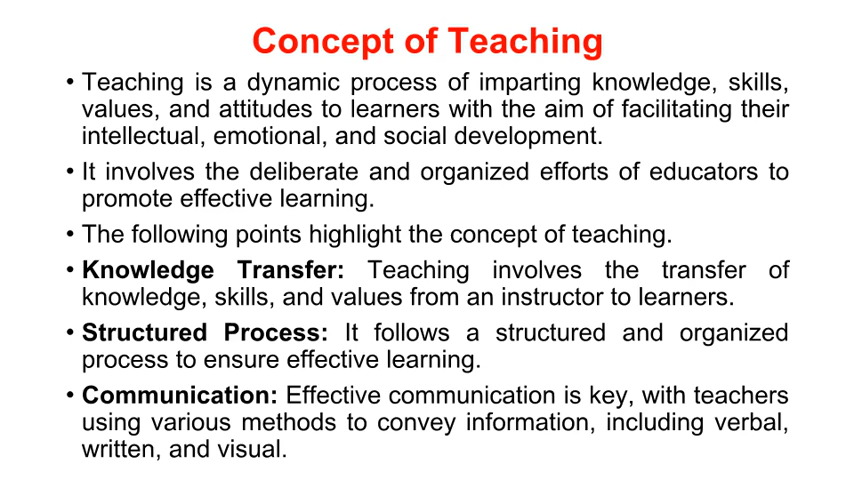 Concept of Teaching
• Teaching is a dynamic process of imparting knowledge, skills,
values, and attitudes to learners with the aim of facilitating their
intellectual, emotional, and social development.
• It involves the deliberate and organized efforts of educators to
promote effective learning.
• The following points highlight the concept of teaching.
• Knowledge Transfer: Teaching involves the transfer of
knowledge, skills, and values from an instructor to learners.
• Structured Process: It follows a structured and organized
process to ensure effective learning.
• Communication: Effective communication is key, with teachers
using various methods to convey information, including verbal,
written, and visual.